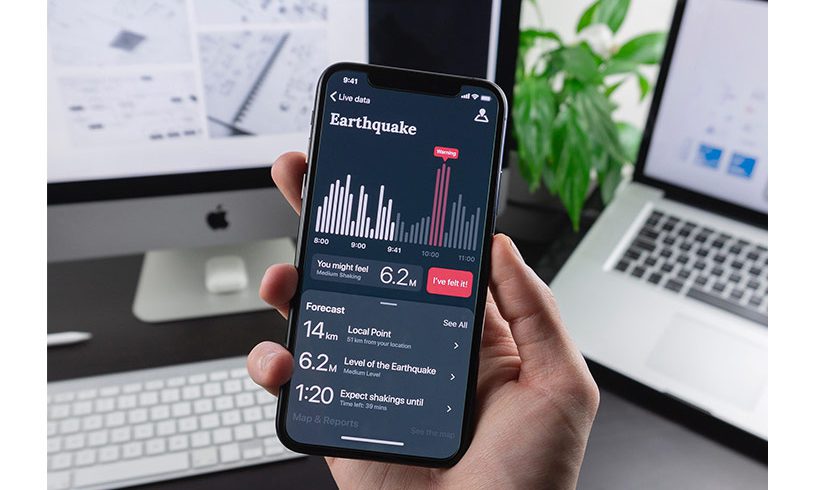 9:41
Live data
Earthquake
Warning
8:00 9:00 9:41 10:00 11:00
You might feel
Medium Shaking
6.2M
I've felt it!
Forecast
See All
14 km
Local Point
51 km from your location
6.2M
Level of the Earthquake
Medium Level
1:20
Expect shakings until
Time left: 39 mins
Map & Reports
See the map